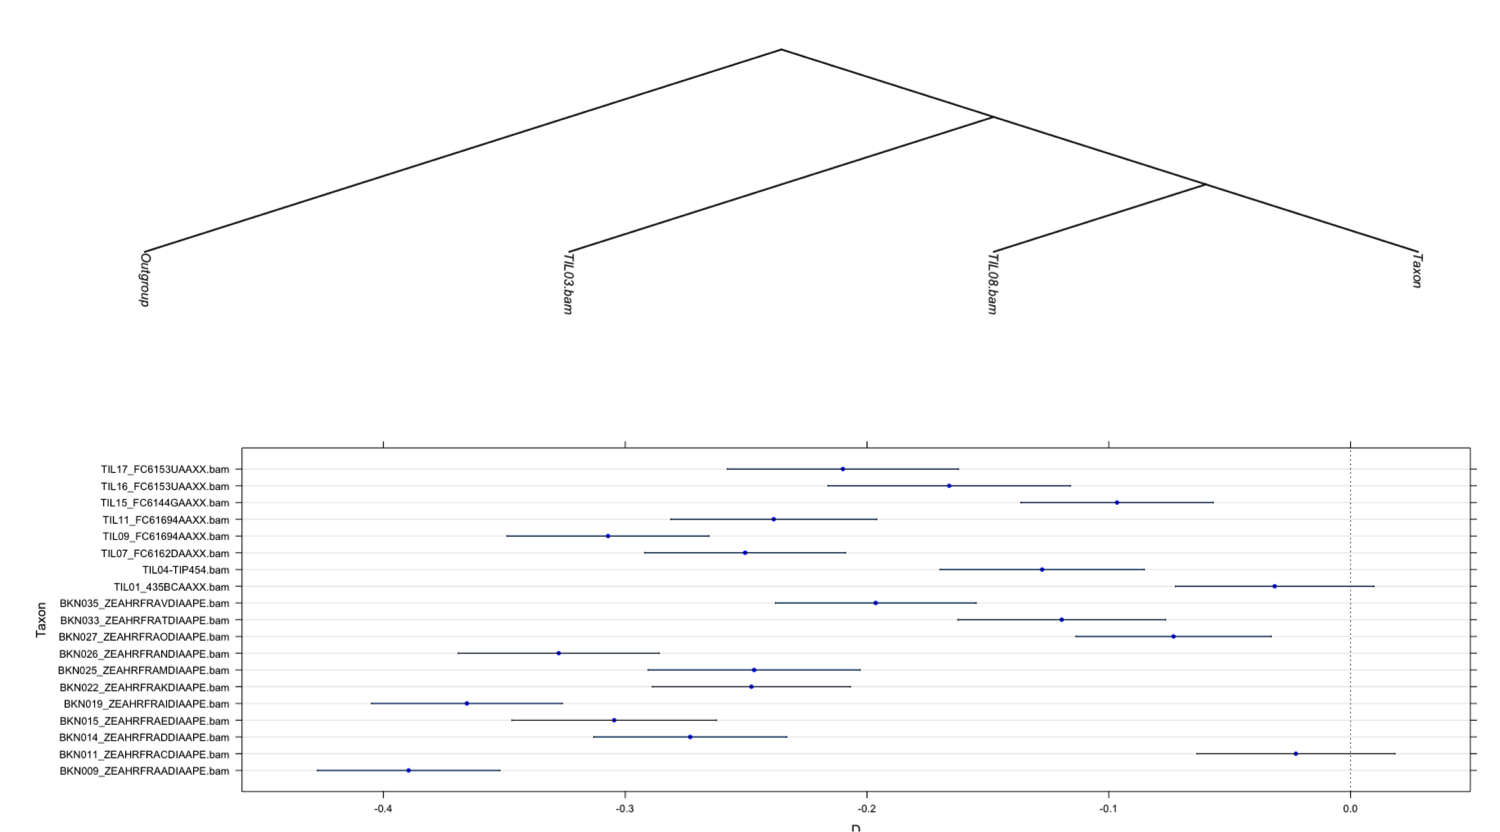 Outgroup
TIL03.bam
TIL08.bam
Taxon
Taxon
TIL17_FC6153UAAXX.bam
TIL16_FC6153UAAXX.bam
TIL15_FC6144GAAXX.bam
TIL11_FC61694AAXX.bam
TIL09_FC61694AAXX.bam
TIL07_FC6162DAAXX.bam
TIL04-TIP454.bam
TIL01_435BCAAXX.bam
BKN035_ZEAHRFRAVDIAAPE.bam
BKN033_ZEAHRFRATDIAAPE.bam
BKN027_ZEAHRFRAODIAAPE.bam
BKN026_ZEAHRFRANDIAAPE.bam
BKN025_ZEAHRFRAMDIAAPE.bam
BKN022_ZEAHRFRAKDIAAPE.bam
BKN019_ZEAHRFRAIDIAAPE.bam
BKN015_ZEAHRFRAEDIAAPE.bam
BKN014_ZEAHRFRADDIAAPE.bam
BKN011_ZEAHRFRACDIAAPE.bam
BKN009_ZEAHRFRAADIAAPE.bam
-0.4 -0.3 -0.2 -0.1 0.0
D